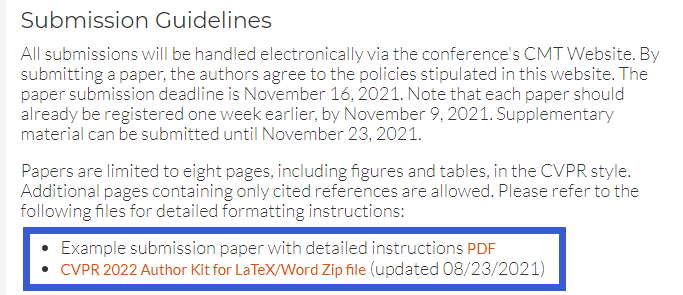 Submission Guidelines
All submissions will be handled electronically via the conference's CMT Website. By
submitting a paper, the authors agree to the policies stipulated in this website. The
paper submission deadline is November 16, 2021. Note that each paper should
already be registered one week earlier, by November 9, 2021. Supplementary
material can be submitted until November 23, 2021.
Papers are limited to eight pages, including figures and tables, in the CVPR style.
Additional pages containing only cited references are allowed. Please refer to the
following files for detailed formatting instructions:
• Example submission paper with detailed instructions PDF
• CVPR 2022 Author Kit for LaTeX/Word Zip file (updated 08/23/2021)